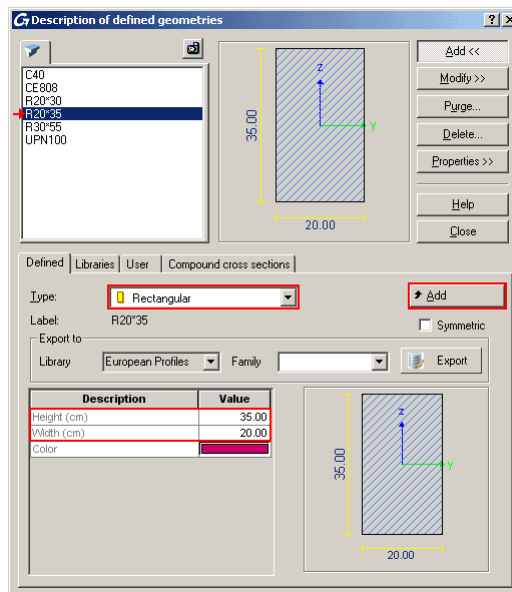 Description of defined geometries
Add <<
C40
CE808
R20*30
R20*35
R30*55
UPN100
Modify >>
Purge...
Delete...
Properties >>
Help
Close
z
y
35.00
20.00
Defined
Libraries
User
Compound cross sections
Type:
Rectangular
Add
Label:
R20*35
Symmetric
Export to
Library
European Profiles
Family
Export
Description
Value
Height (cm)
35.00
Width (cm)
20.00
Color
z
y
35.00
20.00